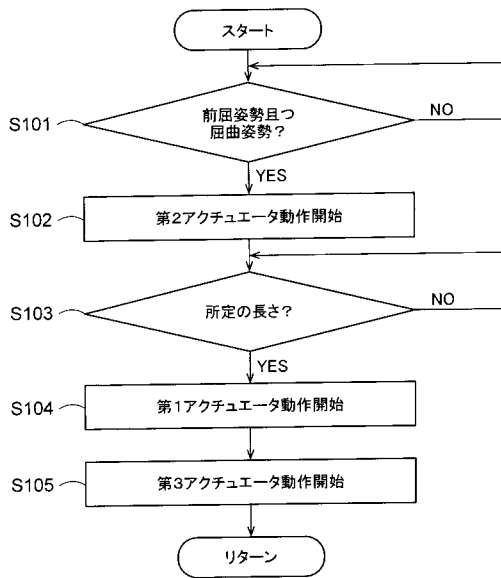 スタート
S101
前屈姿勢且つ
屈曲姿勢？
NO
YES
S102
第2アクチュエータ動作開始
S103
所定の長さ？
NO
YES
S104
第1アクチュエータ動作開始
S105
第3アクチュエータ動作開始
リターン